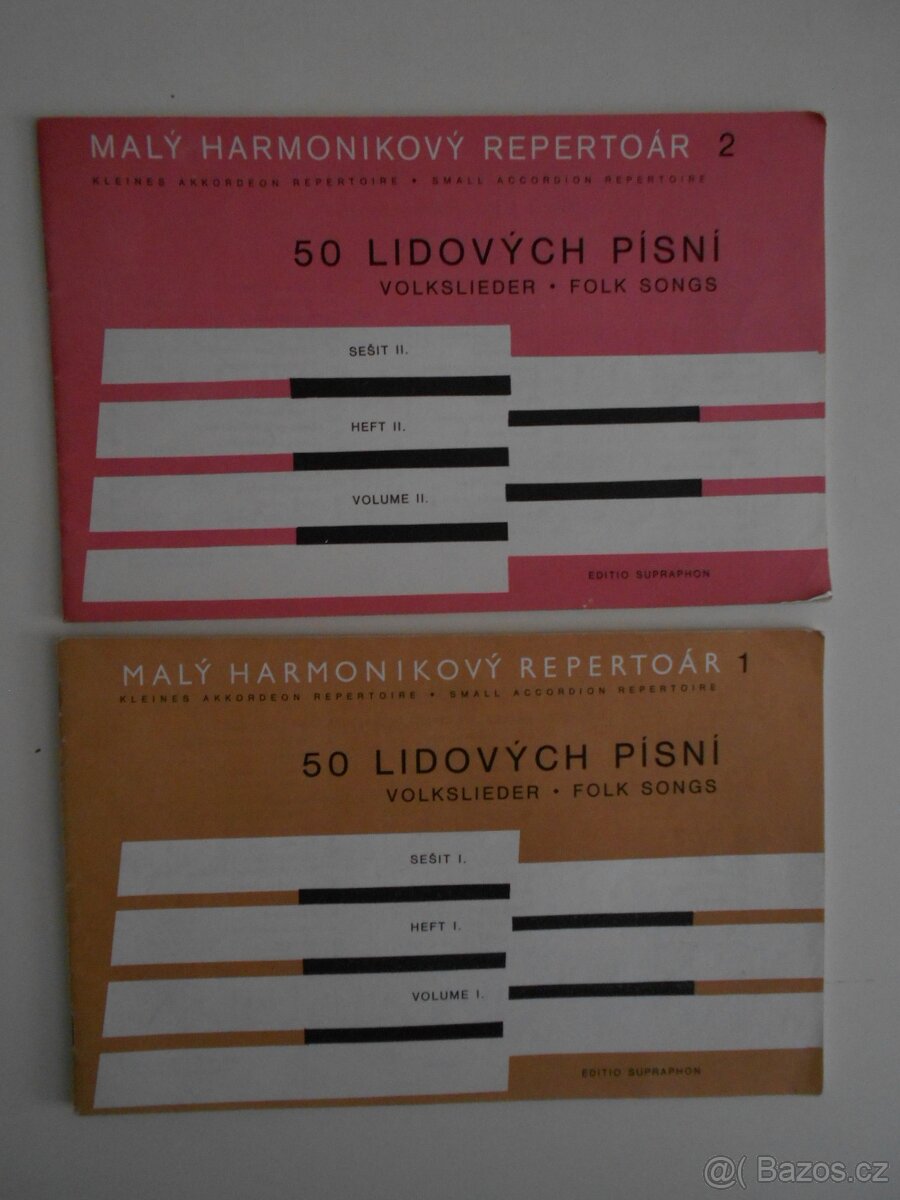 MALÝ HARMONIKOVÝ REPERTOÁR 2
KLEINES AKKORDEON REPERTOIRE • SMALL ACCORDION REPERTOIRE
50 LIDOVÝCH PÍSNÍ
VOLKSLIEDER • FOLK SONGS
SEŠIT II.
HEFT II.
VOLUME II.
EDITIO SUPRAPHON
MALÝ HARMONIKOVÝ REPERTOÁR 1
KLEINES AKKORDEON REPERTOIRE • SMALL ACCORDION REPERTOIRE
50 LIDOVÝCH PÍSNÍ
VOLKSLIEDER • FOLK SONGS
SEŠIT I.
HEFT I.
VOLUME I.
EDITIO SUPRAPHON
@( Bazos.cz